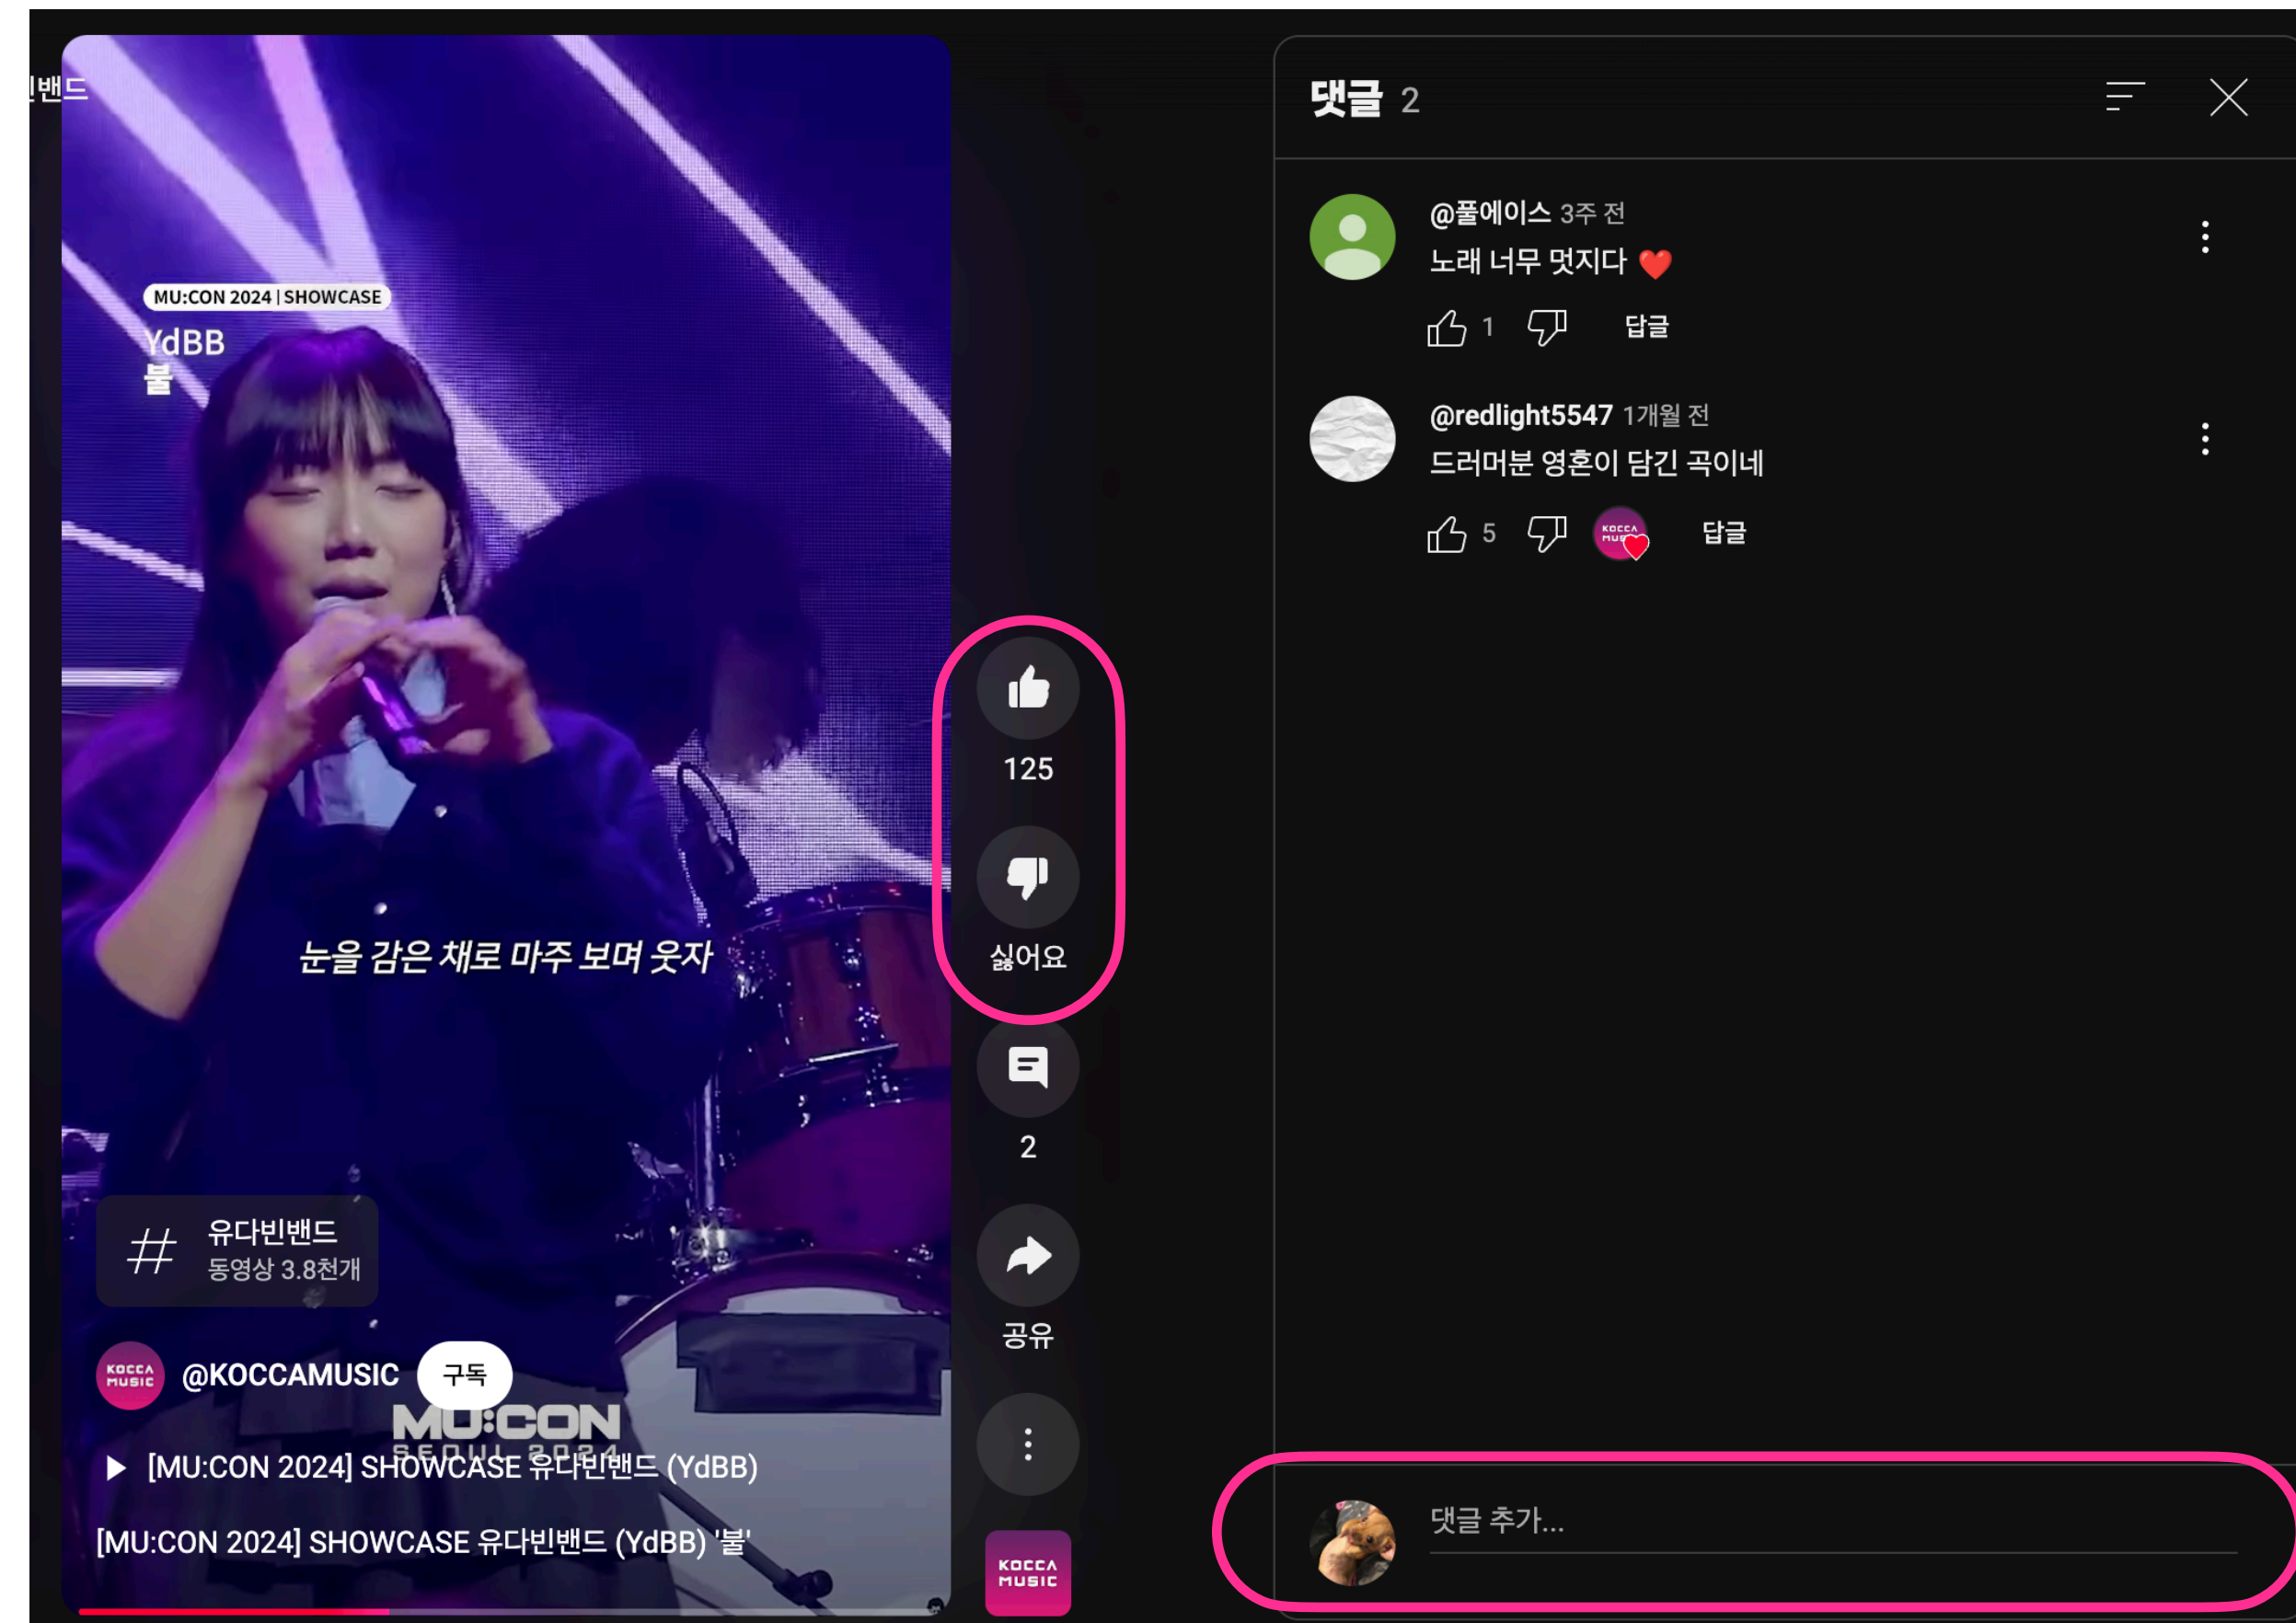 빈밴드
MU:CON 2024 | SHOWCASE
YdBB
불
눈을 감은 채로 마주 보며 웃자
유다빈밴드
동영상 3.8천개
KOCCA
MUSIC
@KOCCAMUSIC
구독
MU:CON
SEOUL 2024
[MU:CON 2024] SHOWCASE 유다빈밴드 (YdBB)
[MU:CON 2024] SHOWCASE 유다빈밴드 (YdBB) '불'
125
싫어요
2
공유
KOCCA
MUSIC
댓글 2
@풀에이스 3주 전
노래 너무 멋지다 ❤️
1 답글
@redlight5547 1개월 전
드러머분 영혼이 담긴 곡이네
5 KOCCA 답글
댓글 추가...